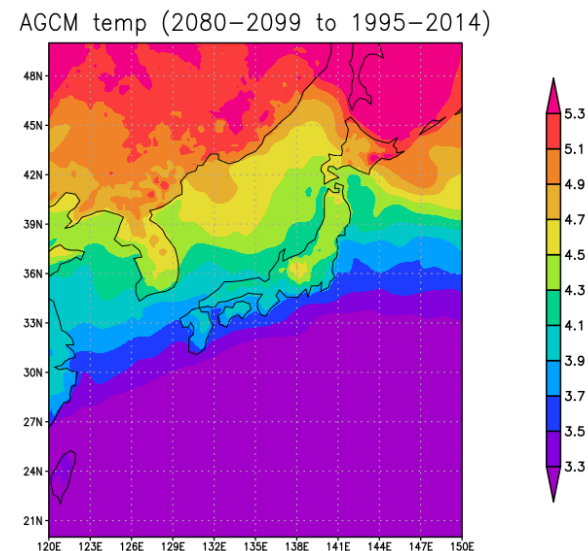 AGCM temp (2080−2099 to 1995−2014)
48N
45N
42N
39N
36N
33N
30N
27N
24N
21N
120E 123E 126E 129E 132E 135E 138E 141E 144E 147E 150E
5.3
5.1
4.9
4.7
4.5
4.3
4.1
3.9
3.7
3.5
3.3